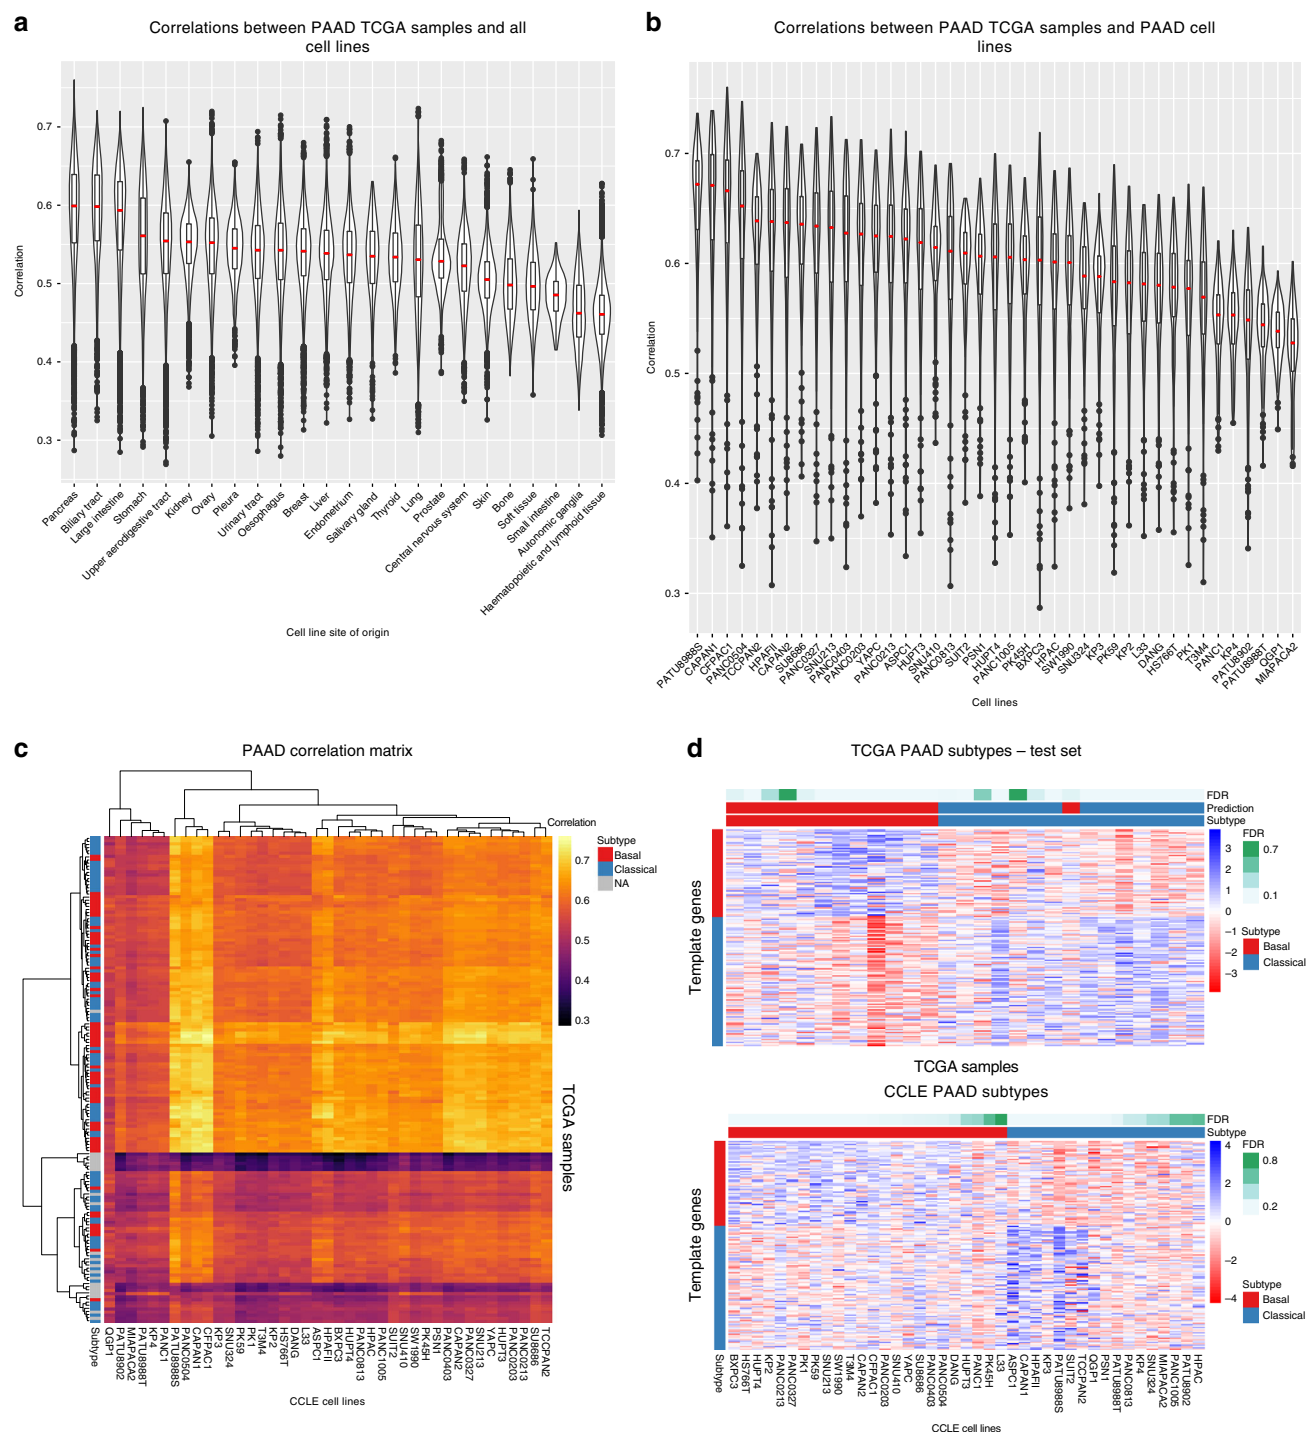 a
Correlations between PAAD TCGA samples and all
cell lines
Correlation
0.7
0.6
0.5
0.4
0.3
Pancreas
Biliary tract
Large intestine
Stomach
Upper aerodigestive tract
Kidney
Ovary
Pleura
Urinary tract
Oesophagus
Breast
Liver
Endometrium
Salivary gland
Thyroid
Lung
Prostate
Central nervous system
Skin
Bone
Soft tissue
Small intestine
Autonomic ganglia
Haematopoietic and lymphoid tissue
Cell line site of origin
b
Correlations between PAAD TCGA samples and PAAD cell
lines
Correlation
0.7
0.6
0.5
0.4
0.3
PATU8988S
CAPAN1
CFPAC1
PANC0504
TCCPAN2
HPAFII
CAPAN2
SU8686
PANC0327
SNU213
PANC0403
PANC0203
YAPC
PANC0213
ASPC1
HUPT3
SNU410
PANC0813
SUIT2
PSN1
HUPT4
PANC1005
PK45H
BXPC3
HPAC
SW1990
SNU324
KP3
PK59
KP2
L33
DANG
HS766T
PK1
T3M4
PANC1
KP4
PATU8902
PATU8988T
QGP1
MIAPACA2
Cell lines
c
PAAD correlation matrix
Correlation
0.7
0.6
0.5
0.4
0.3
Subtype
Basal
Classical
NA
TCGA samples
Subtype
QGP1
PATU8902
MIAPACA2
PATU8988T
KP4
PANC1
PATU8988S
PANC0504
CAPAN1
CFPAC1
KP3
SNU324
PK59
PK1
T3M4
KP2
HS766T
DANG
L33
ASPC1
HPAFII
BXPC3
HUPT4
PANC0813
HPAC
PANC1005
SUIT2
SNU410
SW1990
PK45H
PSN1
PANC0403
CAPAN2
PANC0327
SNU213
YAPC
HUPT3
PANC0203
PANC0213
SU8686
TCCPAN2
CCLE cell lines
d
TCGA PAAD subtypes – test set
FDR
Prediction
Subtype
Template genes
3
2
1
0
−1
−2
−3
FDR
0.7
0.1
Subtype
Basal
Classical
TCGA samples
CCLE PAAD subtypes
FDR
Subtype
Template genes
4
2
0
−2
−4
FDR
0.8
0.2
Subtype
Basal
Classical
Subtype
BXPC3
HS766T
HUPT4
KP2
PANC0213
PANC0327
PK1
PK59
SNU213
SW1990
T3M4
CAPAN2
CFPAC1
PANC0203
SNU410
YAPC
SU8686
PANC0403
PANC0504
DANG
HUPT3
PANC1
PK45H
L33
ASPC1
CAPAN1
HPAFII
KP3
PATU8988S
SUIT2
TCCPAN2
QGP1
PSN1
PATU8988T
PANC0813
KP4
SNU324
MIAPACA2
PANC1005
PATU8902
HPAC
CCLE cell lines